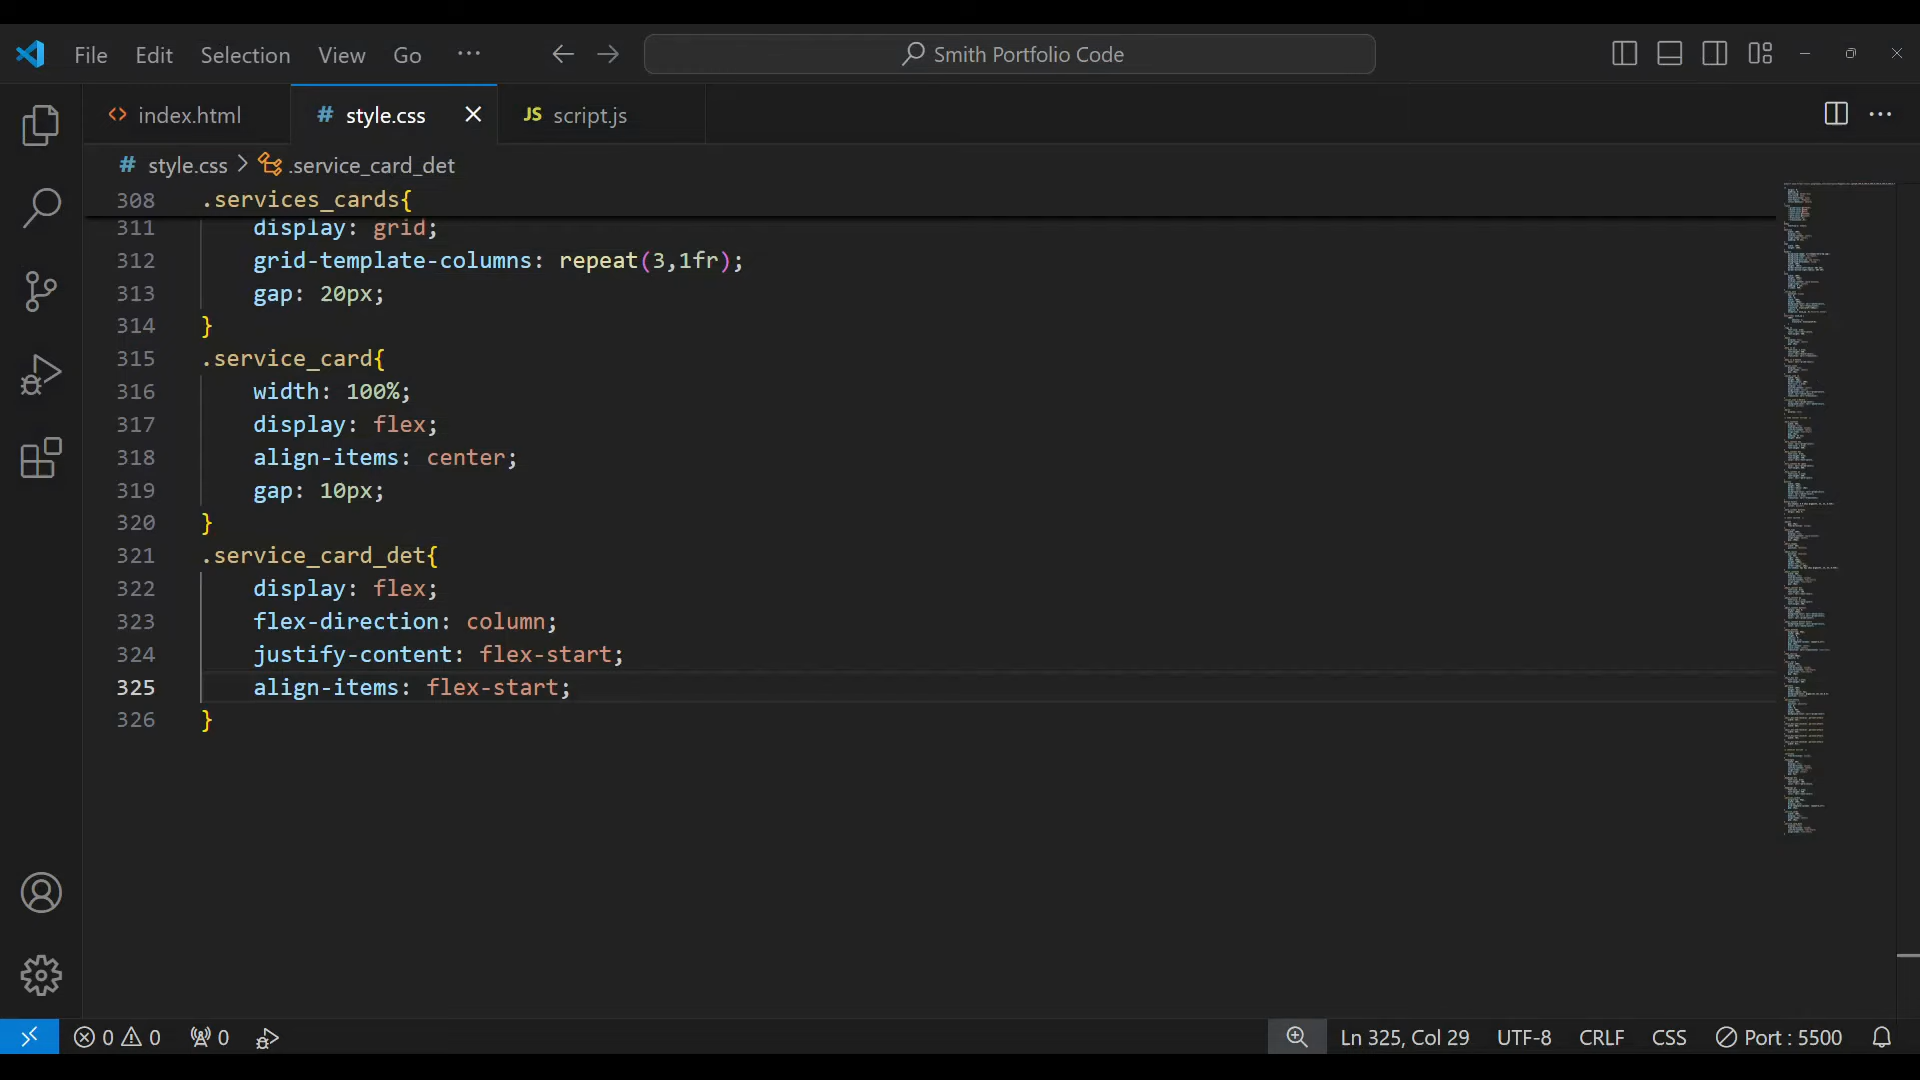 File Edit Selection View Go ··· Smith Portfolio Code
index.html # style.css JS script.js
# style.css > .service_card_det
308 .services_cards{
311 display: grid;
312 grid-template-columns: repeat(3,1fr);
313 gap: 20px;
314 }
315 .service_card{
316 width: 100%;
317 display: flex;
318 align-items: center;
319 gap: 10px;
320 }
321 .service_card_det{
322 display: flex;
323 flex-direction: column;
324 justify-content: flex-start;
325 align-items: flex-start;
326 }
0 0 0 Ln 325, Col 29 UTF-8 CRLF CSS Port : 5500